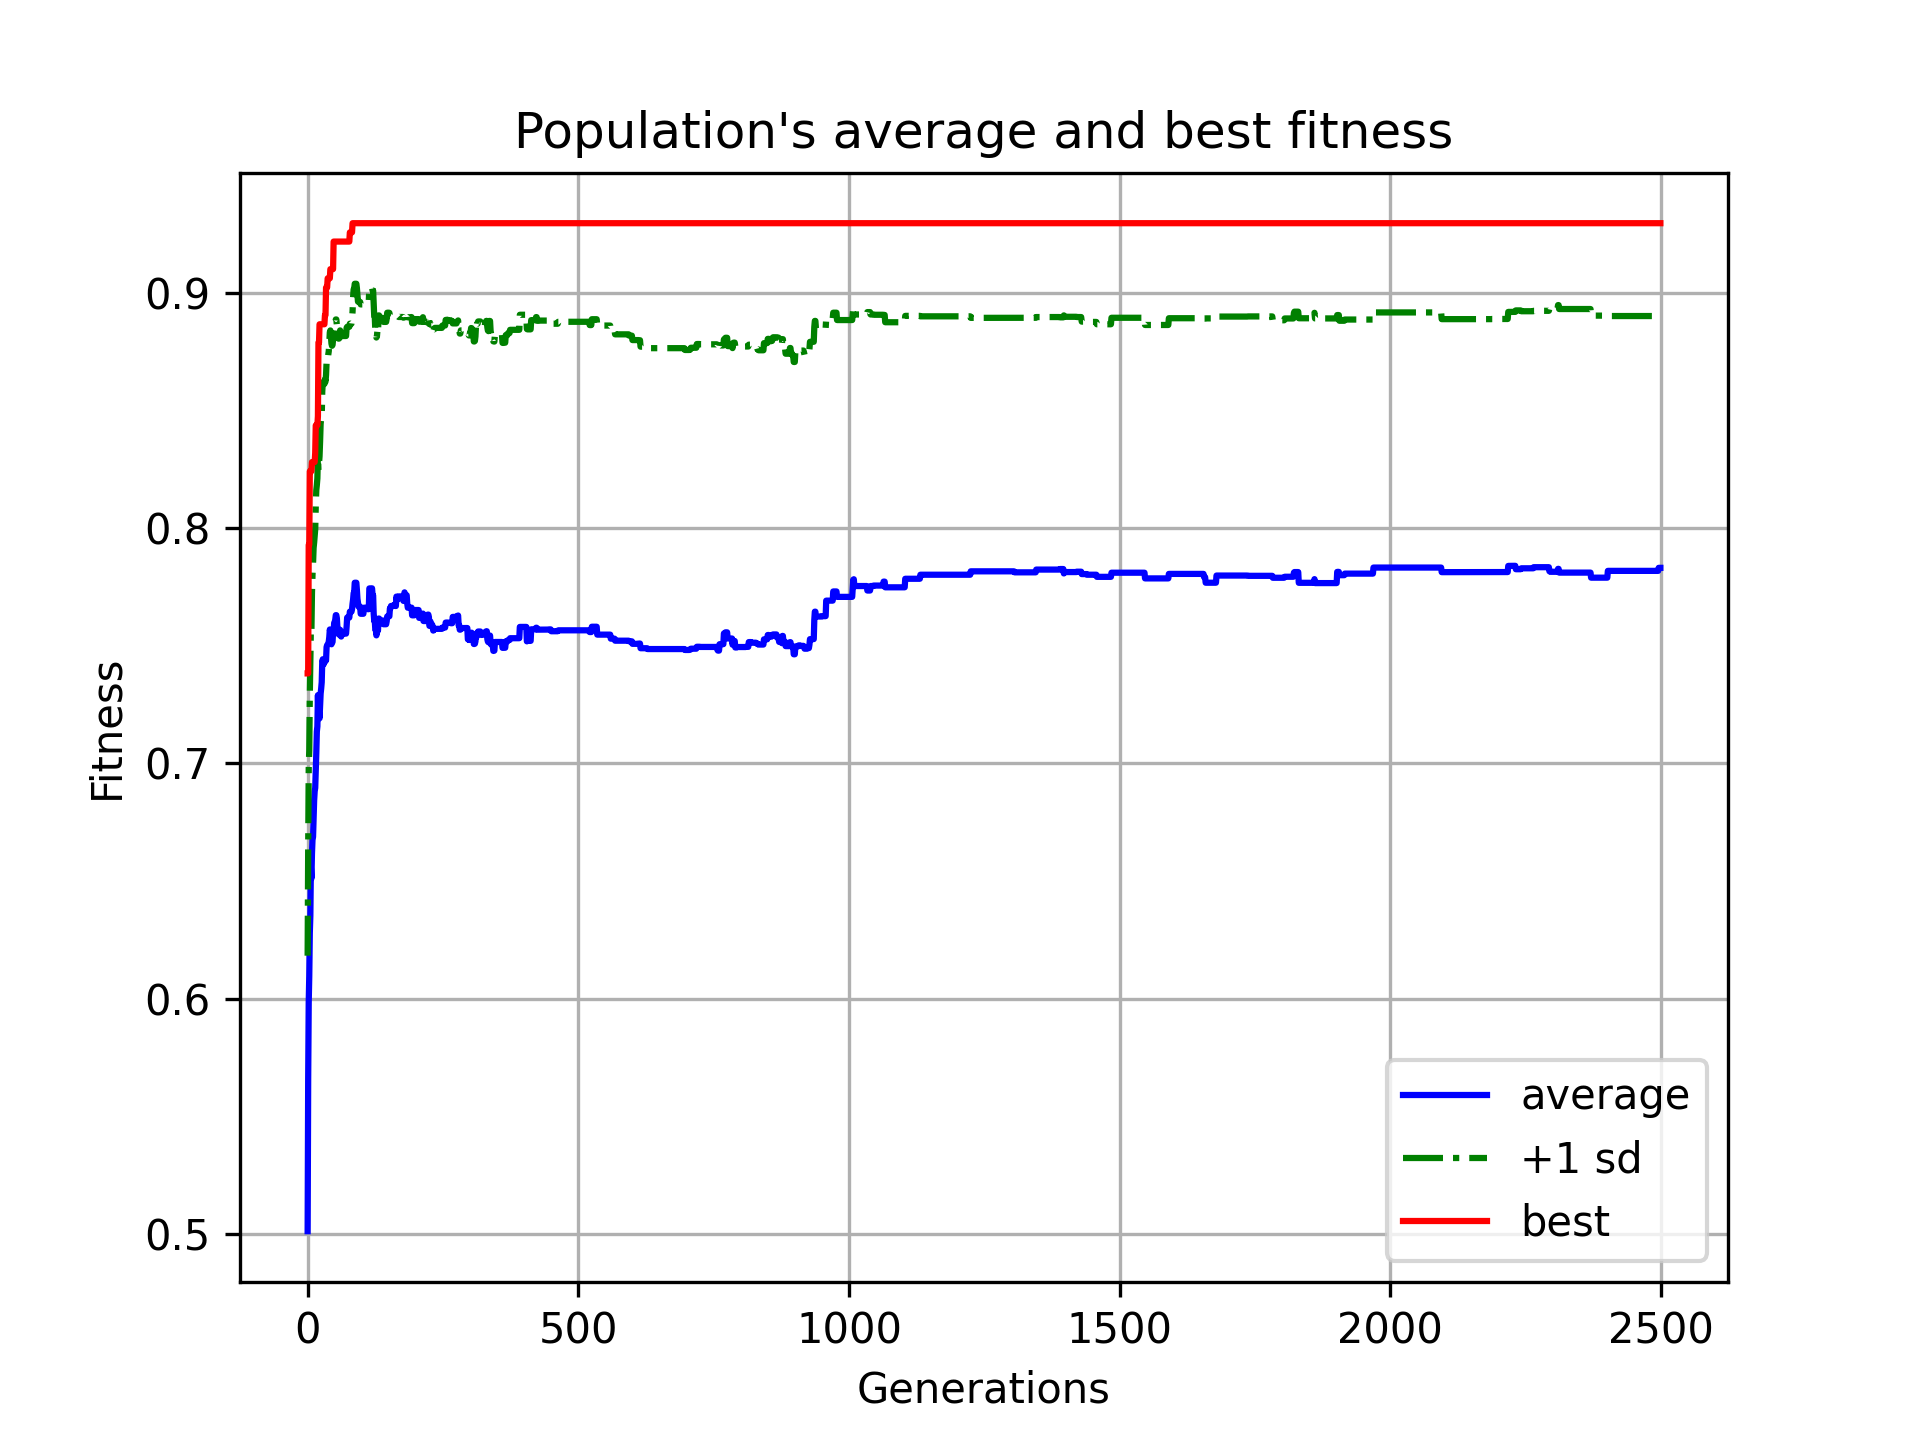 Population's average and best fitness
Fitness
0.9
0.8
0.7
0.6
0.5
0
500
1000
1500
2000
2500
Generations
average
+1 sd
best